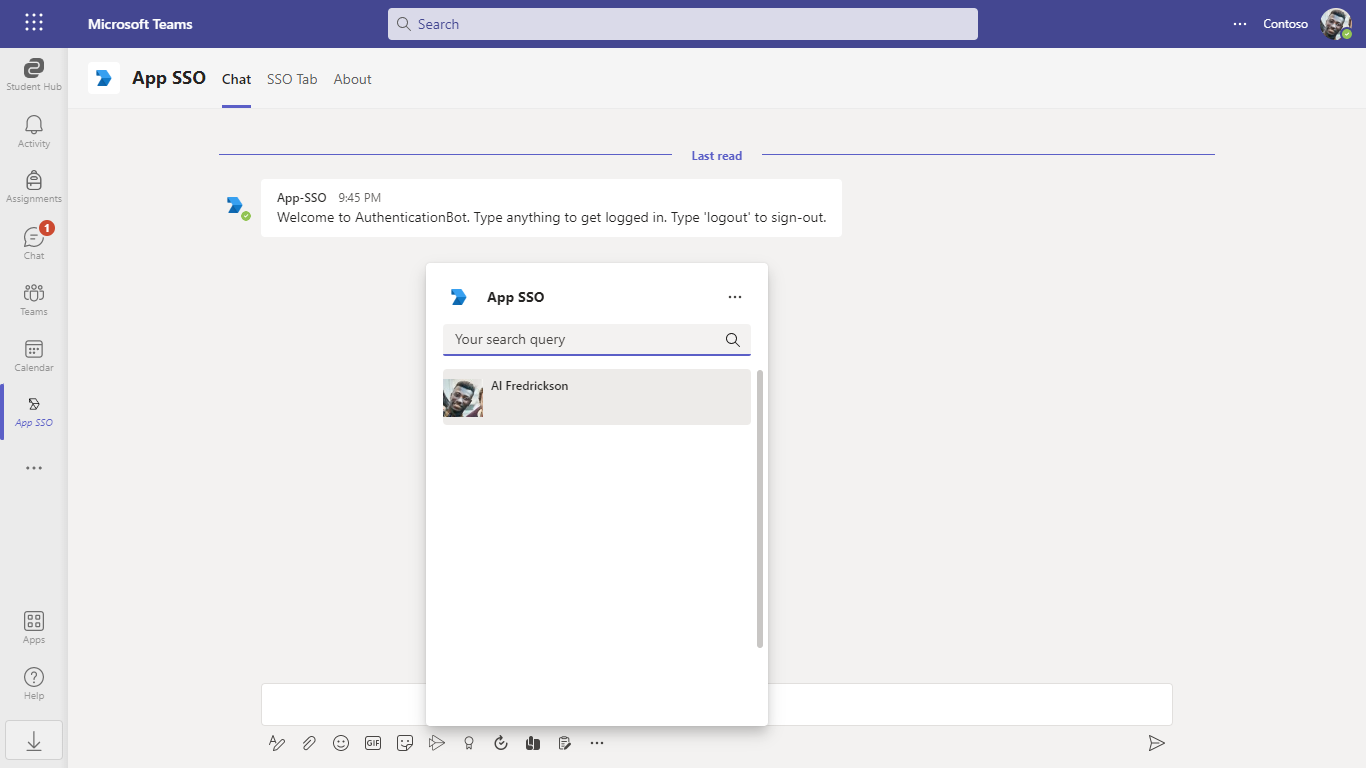 Microsoft Teams
Search
Contoso
Student Hub
Activity
Assignments
Chat
1
Teams
Calendar
App SSO
Apps
Help
App SSO
Chat
SSO Tab
About
Last read
App-SSO 9:45 PM
Welcome to AuthenticationBot. Type anything to get logged in. Type 'logout' to sign-out.
App SSO
Your search query
Al Fredrickson
GIF